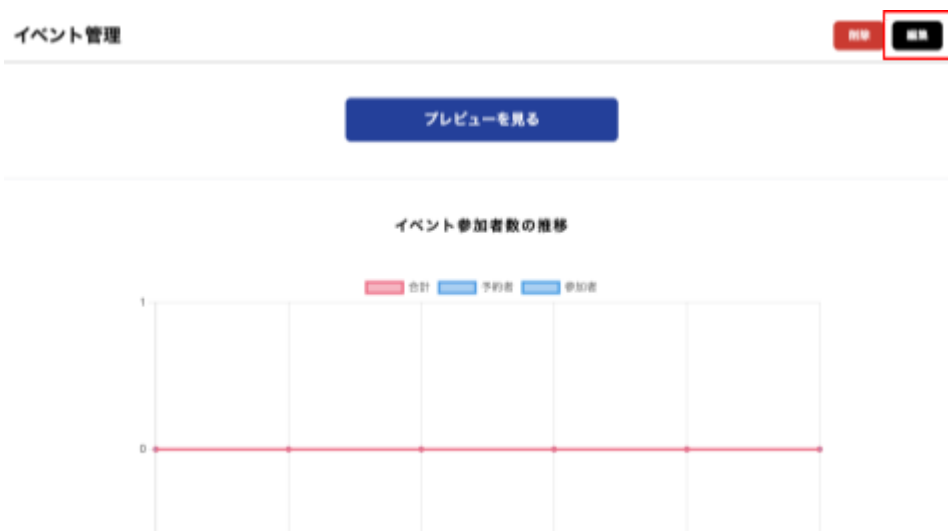 イベント管理
削除 編集
プレビューを見る
イベント参加者数の推移
合計 予約者 参加者
1
0